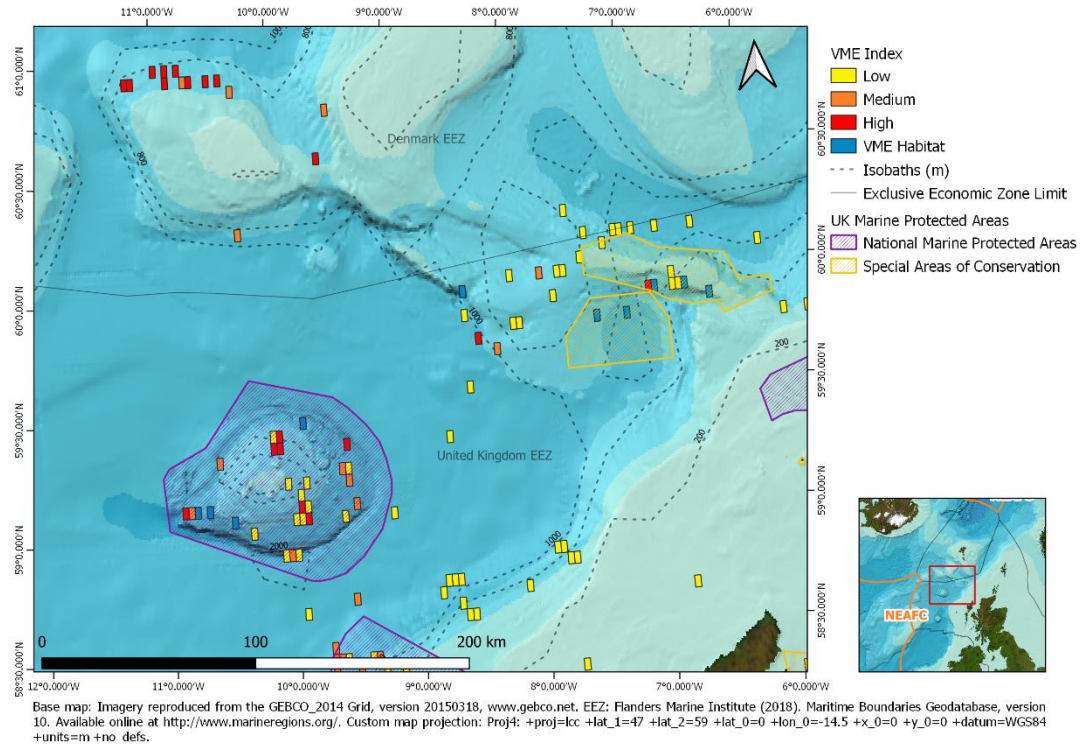 11°0.000'W 10°0.000'W 9°0.000'W 8°0.000'W 7°0.000'W 6°0.000'W
61°0.000'N
60°30.000'N
60°0.000'N
59°30.000'N
59°0.000'N
58°30.000'N
1000
800
800
800
Denmark EEZ
1000
200
200
United Kingdom EEZ
2000
1000
0 100 200 km
60°30.000'N
60°0.000'N
59°30.000'N
59°0.000'N
58°30.000'N
12°0.000'W 11°0.000'W 10°0.000'W 9°0.000'W 8°0.000'W 7°0.000'W
VME Index
Low
Medium
High
VME Habitat
Isobaths (m)
Exclusive Economic Zone Limit
UK Marine Protected Areas
National Marine Protected Areas
Special Areas of Conservation
NEAFC
Base map: Imagery reproduced from the GEBCO_2014 Grid, version 20150318, www.gebco.net. EEZ: Flanders Marine Institute (2018). Maritime Boundaries Geodatabase, version
10. Available online at http://www.marineregions.org/. Custom map projection: Proj4: +proj=lcc +lat_1=47 +lat_2=59 +lat_0=0 +lon_0=-14.5 +x_0=0 +y_0=0 +datum=WGS84
+units=m +no_defs.